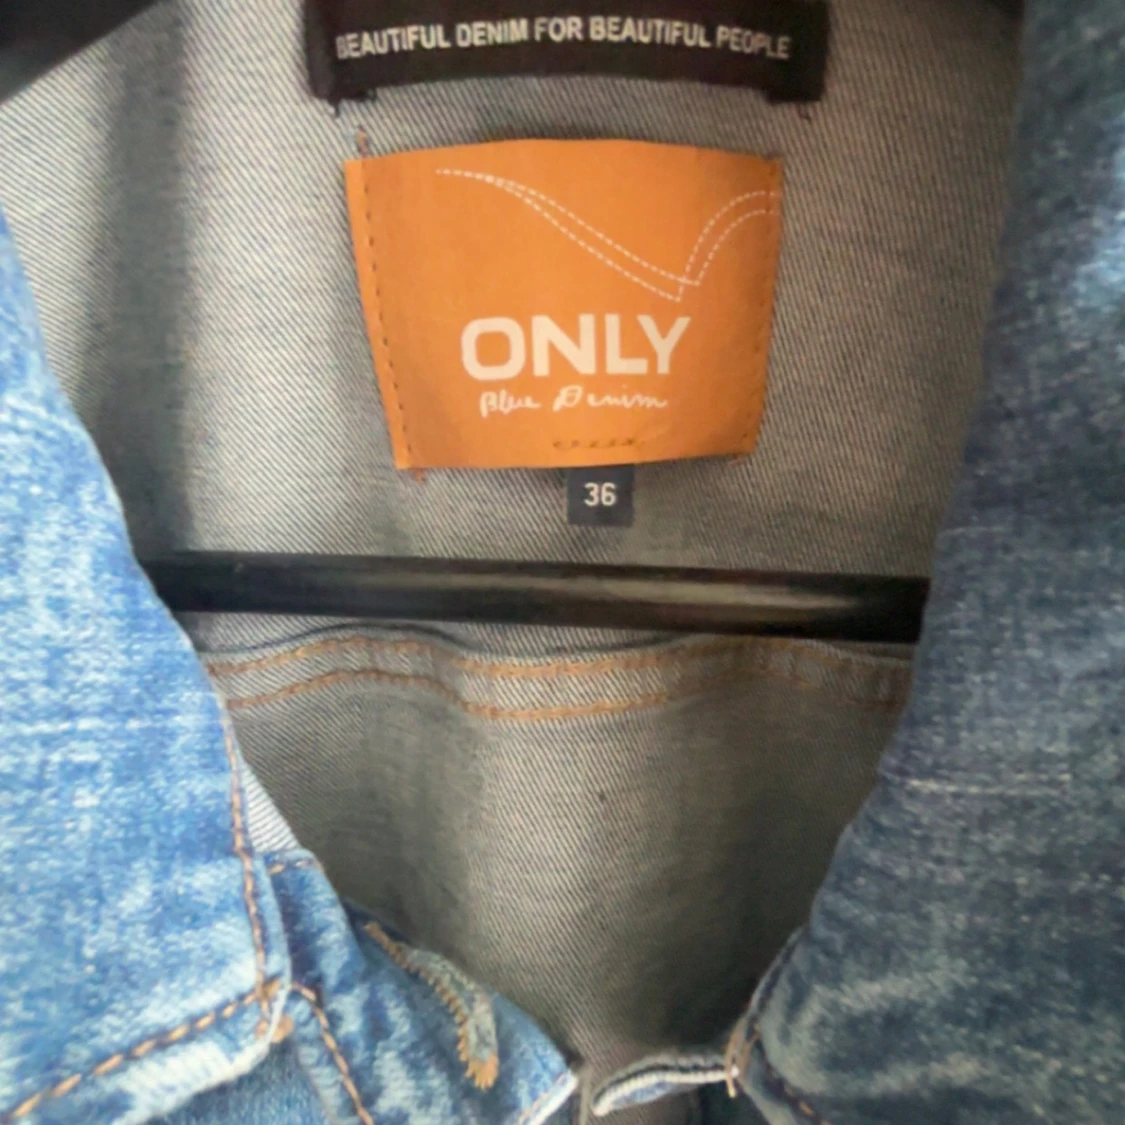 BEAUTIFUL DENIM FOR BEAUTIFUL PEOPLE
ONLY
Blue Denim
36